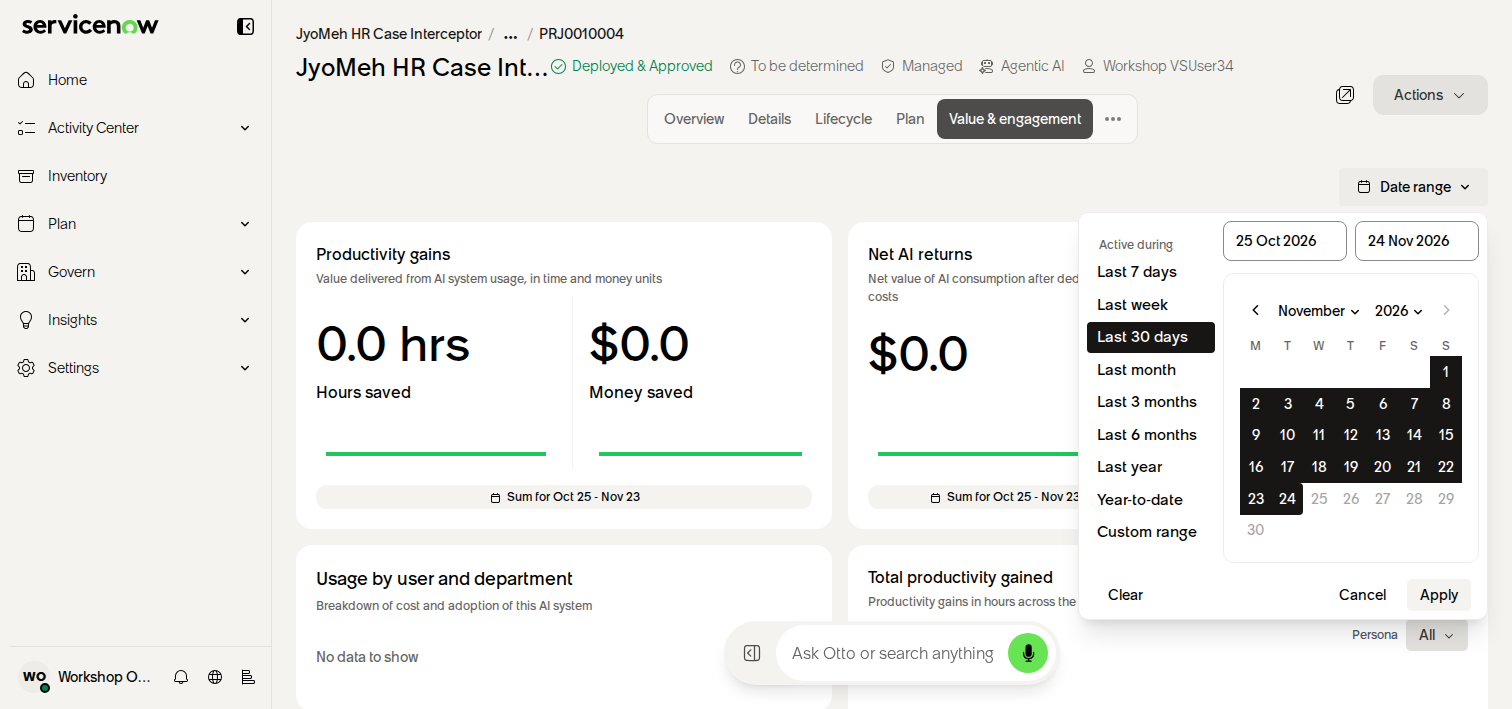 servicenow
Home
Activity Center
Inventory
Plan
Govern
Insights
Settings
WO
Workshop O...
JyoMeh HR Case Interceptor / ... / PRJ0010004
JyoMeh HR Case Int...
Deployed & Approved
To be determined
Managed
Agentic AI
Workshop VSUser34
Actions
Overview
Details
Lifecycle
Plan
Value & engagement
Date range
Productivity gains
Value delivered from AI system usage, in time and money units
0.0 hrs
$0.0
Hours saved
Money saved
Sum for Oct 25 - Nov 23
Net AI returns
Net value of AI consumption after ded
costs
$0.0
Sum for Oct 25 - Nov 23
Active during
Last 7 days
Last week
Last 30 days
Last month
Last 3 months
Last 6 months
Last year
Year-to-date
Custom range
25 Oct 2026
24 Nov 2026
November 2026
M T W T F S S
1
2 3 4 5 6 7 8
9 10 11 12 13 14 15
16 17 18 19 20 21 22
23 24 25 26 27 28 29
30
Clear
Cancel
Apply
Usage by user and department
Breakdown of cost and adoption of this AI system
No data to show
Total productivity gained
Productivity gains in hours across the
Persona
All
Ask Otto or search anything